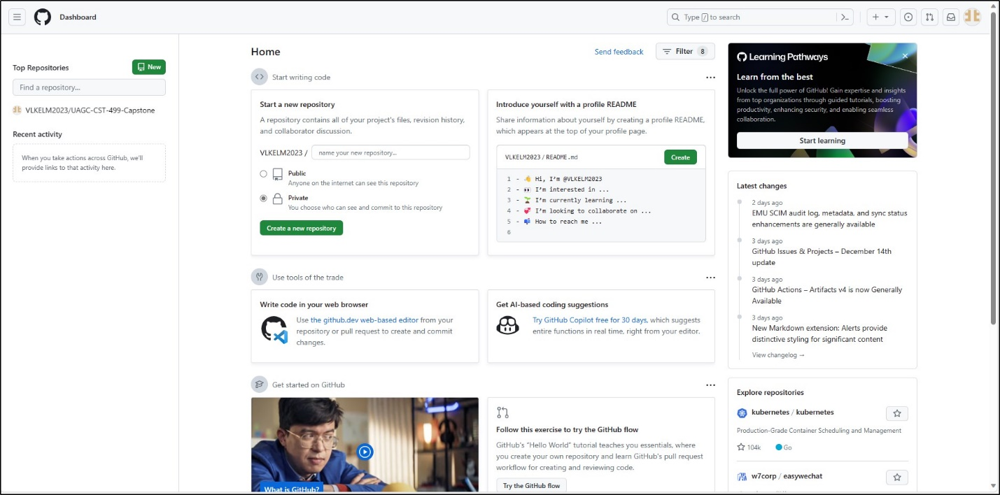 Dashboard
Type / to search
Top Repositories
New
Find a repository...
VLKELM2023/UAGC-CST-499-Capstone
Recent activity
When you take actions across GitHub, we'll
provide links to that activity here.
Home
Send feedback
Filter 8
Start writing code
Start a new repository
A repository contains all of your project's files, revision history,
and collaborator discussion.
VLKELM2023 /
name your new repository...
Public
Anyone on the internet can see this repository
Private
You choose who can see and commit to this repository
Create a new repository
Introduce yourself with a profile README
Share information about yourself by creating a profile README,
which appears at the top of your profile page.
VLKELM2023 / README.md
Create
1 - 👋 Hi, I'm @VLKELM2023
2 - 👀 I'm interested in ...
3 - 🌱 I'm currently learning ...
4 - 💞️ I'm looking to collaborate on ...
5 - 📫 How to reach me ...
6
Use tools of the trade
Write code in your web browser
Use the github.dev web-based editor from your
repository or pull request to create and commit
changes.
Get AI-based coding suggestions
Try GitHub Copilot free for 30 days, which suggests
entire functions in real time, right from your editor.
Get started on GitHub
What is GitHub?
Follow this exercise to try the GitHub flow
GitHub's "Hello World" tutorial teaches you essentials, where
you create your own repository and learn GitHub's pull request
workflow for creating and reviewing code.
Try the GitHub flow
Learning Pathways
Learn from the best
Unlock the full power of GitHub! Gain expertise and insights
from top organizations through guided tutorials, boosting
productivity, enhancing security, and enabling seamless
collaboration.
Start learning
Latest changes
2 days ago
EMU SCIM audit log, metadata, and sync status
enhancements are generally available
3 days ago
GitHub Issues & Projects – December 14th
update
3 days ago
GitHub Actions – Artifacts v4 is now Generally
Available
3 days ago
New Markdown extension: Alerts provide
distinctive styling for significant content
View changelog →
Explore repositories
kubernetes / kubernetes
Production-Grade Container Scheduling and Management
104k
Go
w7corp / easywechat